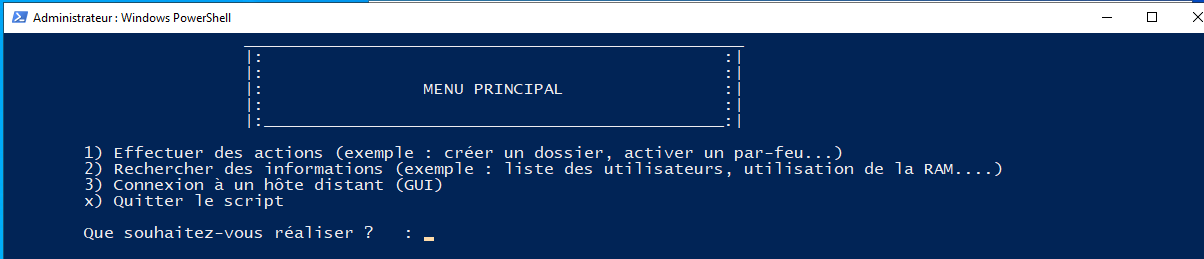 Administrateur : Windows PowerShell
MENU PRINCIPAL
1) Effectuer des actions (exemple : créer un dossier, activer un par-feu...)
2) Rechercher des informations (exemple : liste des utilisateurs, utilisation de la RAM....)
3) Connexion à un hôte distant (GUI)
x) Quitter le script
Que souhaitez-vous réaliser ? : _